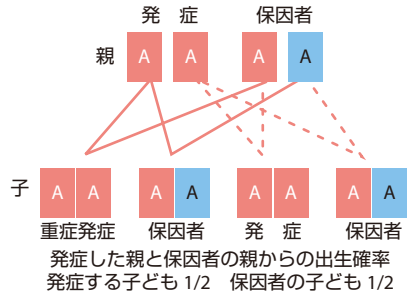 発 症 保因者
親 A A A A
子 A A A A A A A A
重症発症 保因者 発 症 保因者
発症した親と保因者の親からの出生確率
発症する子ども 1/2 保因者の子ども 1/2